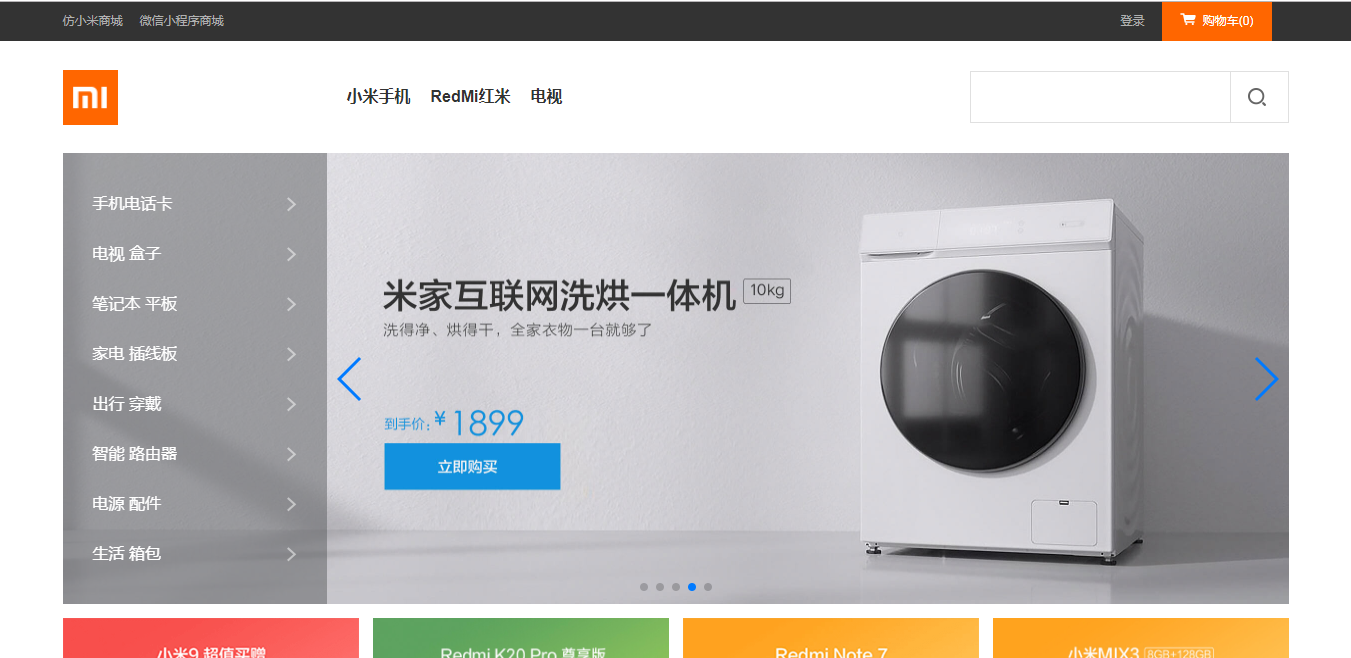 仿小米商城 微信小程序商城 登录 购物车(0)
小米手机 RedMi红米 电视
手机电话卡
电视 盒子
笔记本 平板
家电 插线板
出行 穿戴
智能 路由器
电源 配件
生活 箱包
米家互联网洗烘一体机 10kg
洗得净、烘得干，全家衣物一台就够了
到手价：¥1899
立即购买
小米9 超值买赠
Redmi K20 Pro 尊享版
Redmi Note 7
小米MIX3 8GB+128GB